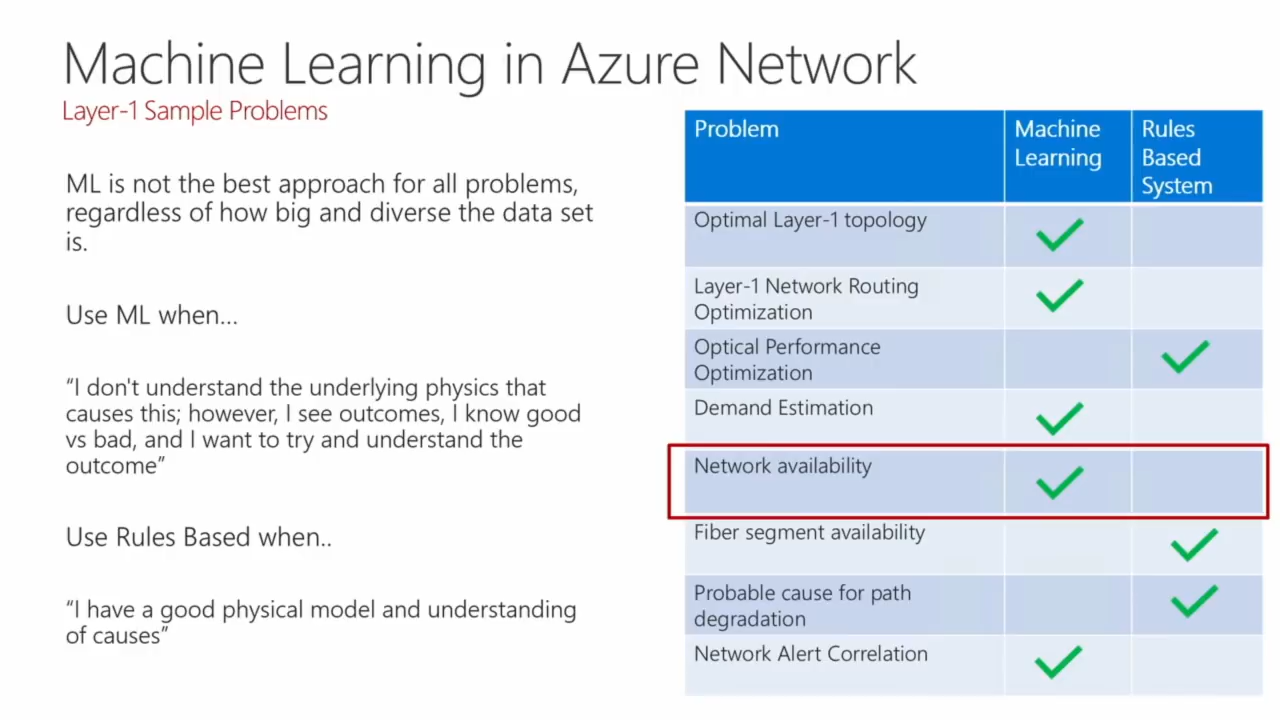 Machine Learning in Azure Network
Layer-1 Sample Problems
ML is not the best approach for all problems,
regardless of how big and diverse the data set
is.
Use ML when...
“I don't understand the underlying physics that
causes this; however, I see outcomes, I know good
vs bad, and I want to try and understand the
outcome”
Use Rules Based when..
“I have a good physical model and understanding
of causes”
Problem
Machine
Learning
Rules
Based
System
Optimal Layer-1 topology
Layer-1 Network Routing
Optimization
Optical Performance
Optimization
Demand Estimation
Network availability
Fiber segment availability
Probable cause for path
degradation
Network Alert Correlation